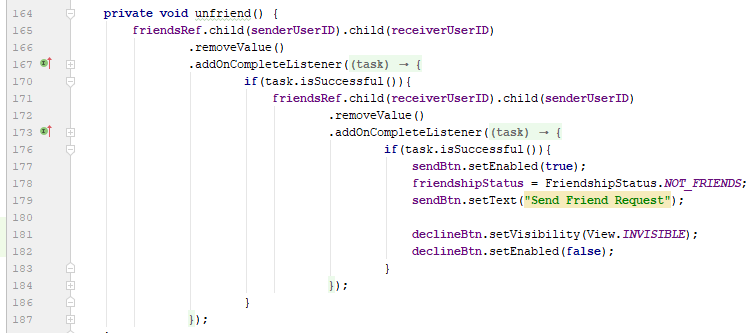 164 private void unfriend() {
165 friendsRef.child(senderUserID).child(receiverUserID)
166 .removeValue()
167 .addOnCompleteListener((task) → {
170 if(task.isSuccessful()){
171 friendsRef.child(receiverUserID).child(senderUserID)
172 .removeValue()
173 .addOnCompleteListener((task) → {
176 if(task.isSuccessful()){
177 sendBtn.setEnabled(true);
178 friendshipStatus = FriendshipStatus.NOT_FRIENDS;
179 sendBtn.setText("Send Friend Request");
180
181 declineBtn.setVisibility(View.INVISIBLE);
182 declineBtn.setEnabled(false);
183 }
184 });
186 }
187 });